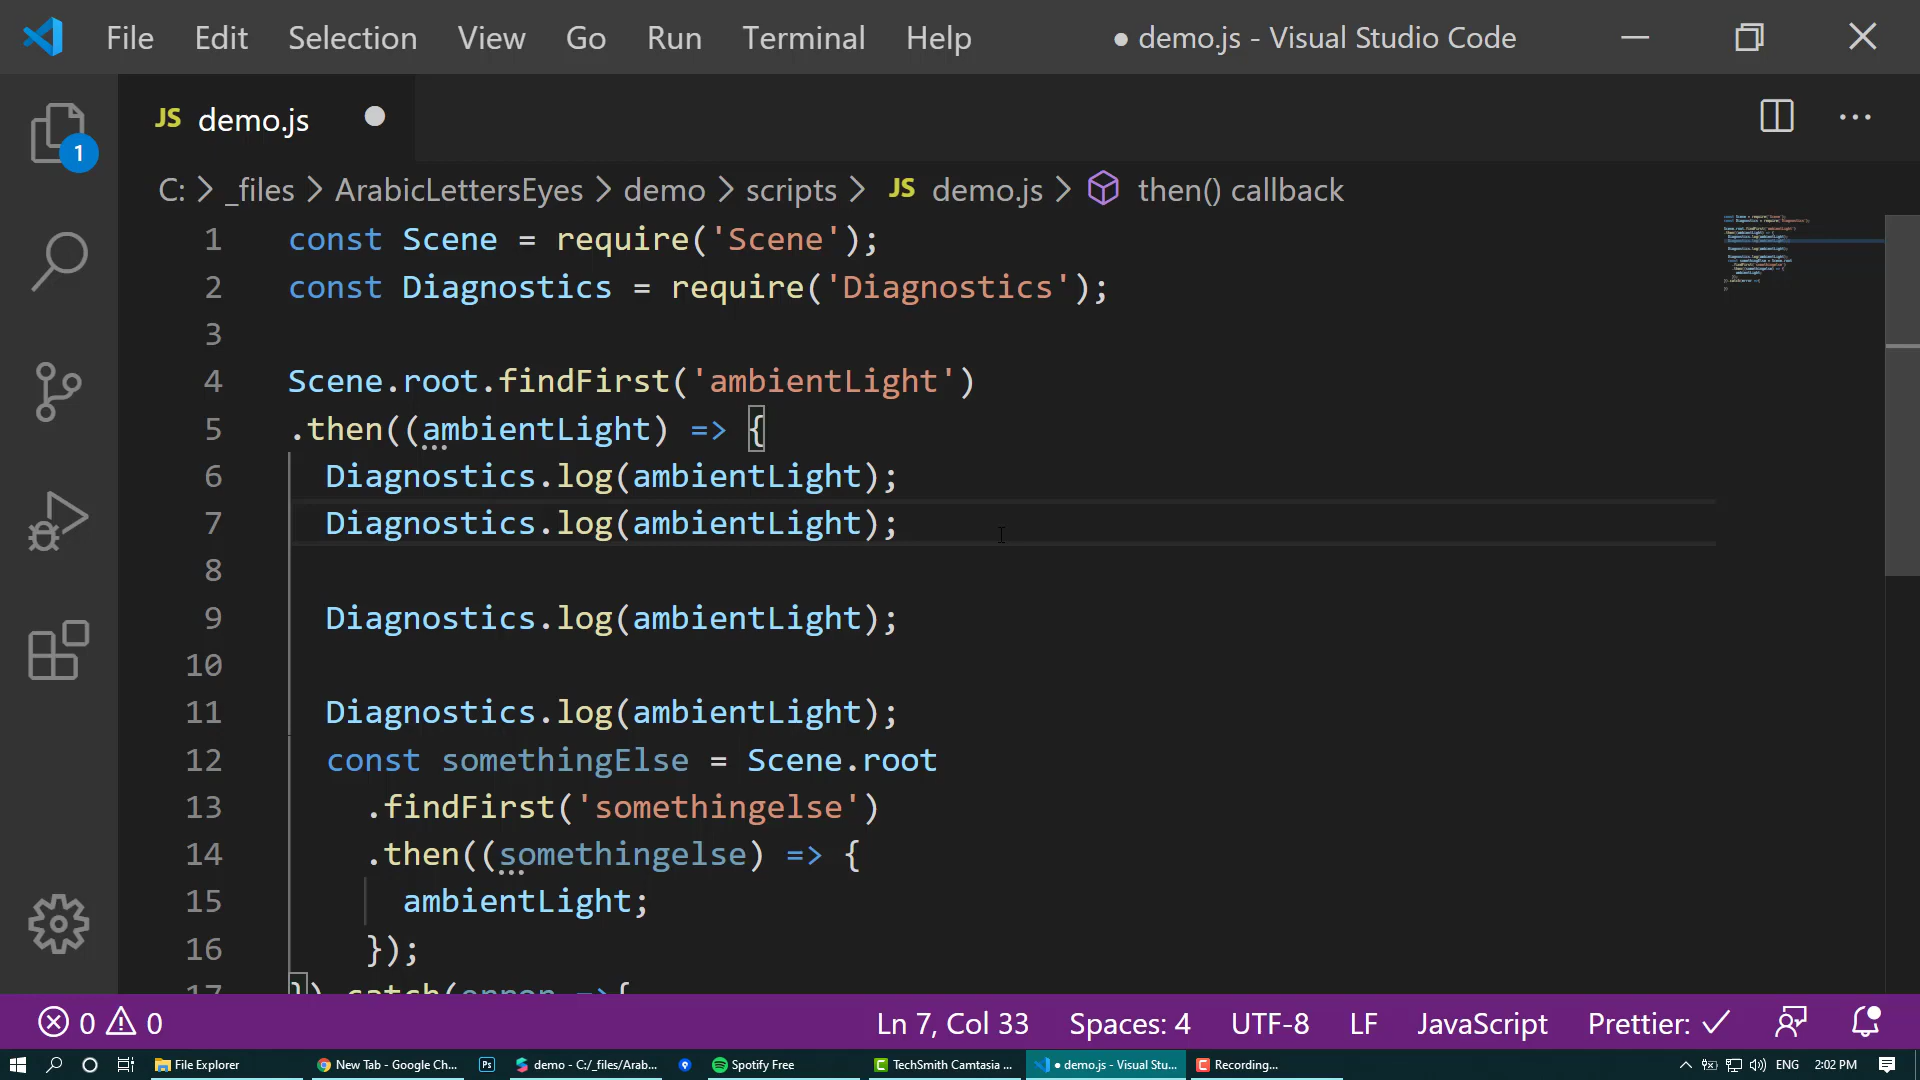 File Edit Selection View Go Run Terminal Help ● demo.js - Visual Studio Code
JS demo.js
1
C: > _files > ArabicLettersEyes > demo > scripts > JS demo.js > then() callback
1 const Scene = require('Scene');
2 const Diagnostics = require('Diagnostics');
3
4 Scene.root.findFirst('ambientLight')
5 .then((ambientLight) => {
6 Diagnostics.log(ambientLight);
7 Diagnostics.log(ambientLight);
8
9 Diagnostics.log(ambientLight);
10
11 Diagnostics.log(ambientLight);
12 const somethingElse = Scene.root
13 .findFirst('somethingelse')
14 .then((somethingelse) => {
15 ambientLight;
16 });
17 }).catch(error =>{
0 0 Ln 7, Col 33 Spaces: 4 UTF-8 LF JavaScript Prettier: ✓
File Explorer New Tab - Google Ch... Ps demo - C:/_files/Arab... Spotify Free TechSmith Camtasia ... ● demo.js - Visual Stu... Recording... ENG 2:02 PM